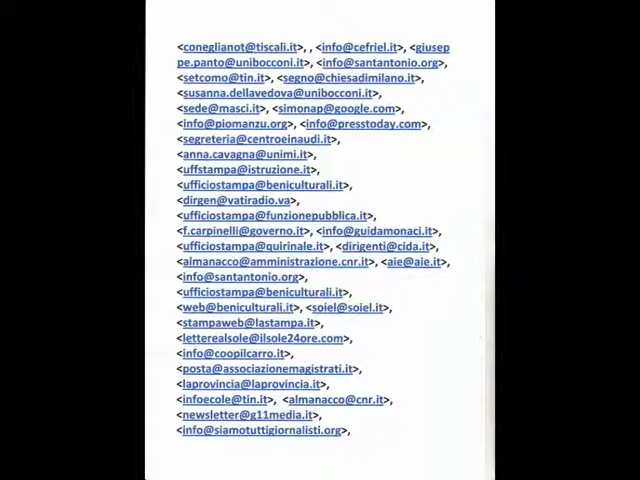 <coneglianot@tiscali.it>, , <info@cefriel.it>, <giusep
pe.panto@unibocconi.it>, <info@santantonio.org>,
<setcomo@tin.it>, <segno@chiesadimilano.it>,
<susanna.dellavedova@unibocconi.it>,
<sede@masci.it>, <simonap@google.com>,
<info@piomanzu.org>, <info@presstoday.com>,
<segreteria@centroeinaudi.it>,
<anna.cavagna@unimi.it>,
<uffstampa@istruzione.it>,
<ufficiostampa@beniculturali.it>,
<dirgen@vatiradio.va>,
<ufficiostampa@funzionepubblica.it>,
<f.carpinelli@governo.it>, <info@guidamonaci.it>,
<ufficiostampa@quirinale.it>, <dirigenti@cida.it>,
<almanacco@amministrazione.cnr.it>, <aie@aie.it>,
<info@santantonio.org>,
<ufficiostampa@beniculturali.it>,
<web@beniculturali.it>, <soiel@soiel.it>,
<stampaweb@lastampa.it>,
<letterealsole@ilsole24ore.com>,
<info@coopilcarro.it>,
<posta@associazionemagistrati.it>,
<laprovincia@laprovincia.it>,
<infoecole@tin.it>, <almanacco@cnr.it>,
<newsletter@g11media.it>,
<info@siamotuttigiornalisti.org>,